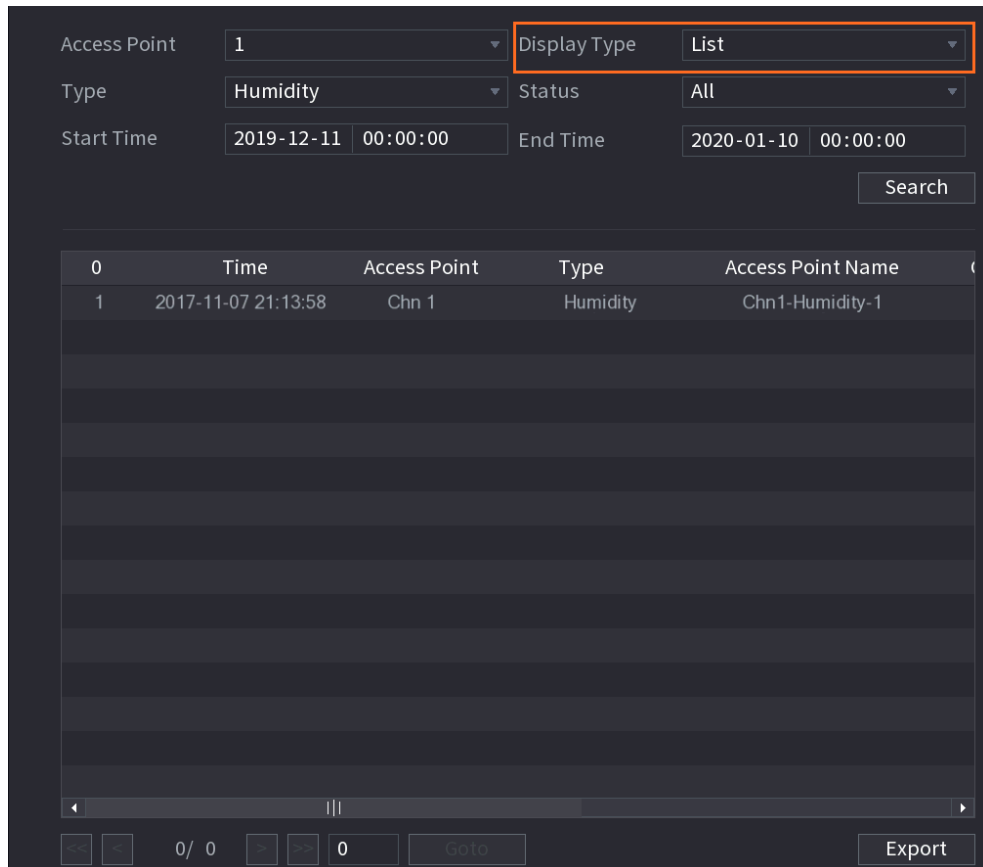 Access Point 1 Display Type List
Type Humidity Status All
Start Time 2019-12-11 00:00:00 End Time 2020-01-10 00:00:00
Search
0 Time Access Point Type Access Point Name
1 2017-11-07 21:13:58 Chn 1 Humidity Chn1-Humidity-1
<< < 0/ 0 > >> 0 Goto Export